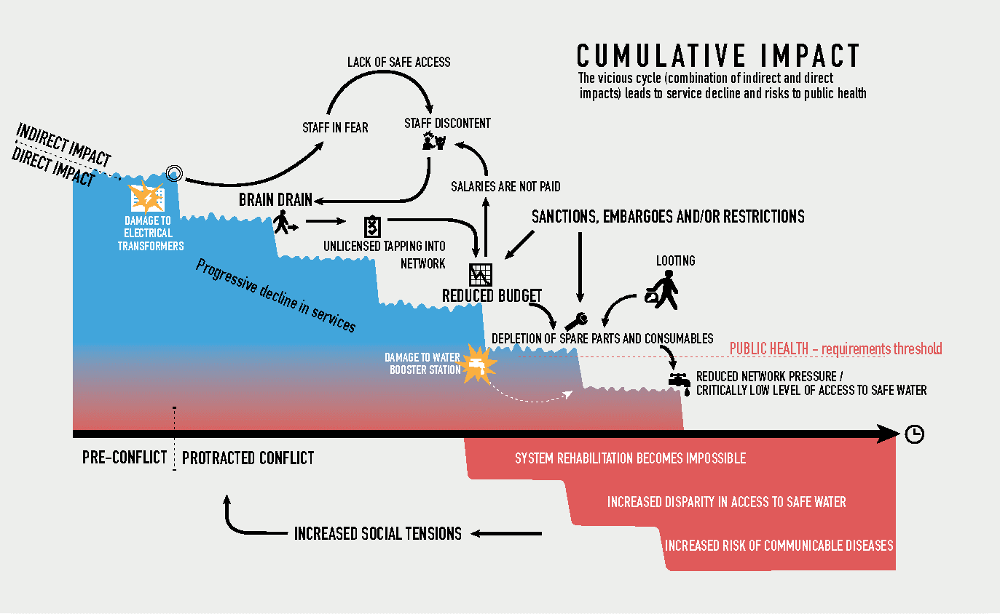 CUMULATIVE IMPACT
The vicious cycle (combination of indirect and direct
impacts) leads to service decline and risks to public health
LACK OF SAFE ACCESS
STAFF IN FEAR
STAFF DISCONTENT
INDIRECT IMPACT
DIRECT IMPACT
SALARIES ARE NOT PAID
BRAIN DRAIN
DAMAGE TO
ELECTRICAL
TRANSFORMERS
SANCTIONS, EMBARGOES AND/OR RESTRICTIONS
UNLICENSED TAPPING INTO
NETWORK
LOOTING
Progressive decline in services
REDUCED BUDGET
DEPLETION OF SPARE PARTS AND CONSUMABLES
PUBLIC HEALTH – requirements threshold
DAMAGE TO WATER
BOOSTER STATION
REDUCED NETWORK PRESSURE /
CRITICALLY LOW LEVEL OF ACCESS TO SAFE WATER
PRE–CONFLICT
PROTRACTED CONFLICT
SYSTEM REHABILITATION BECOMES IMPOSSIBLE
INCREASED DISPARITY IN ACCESS TO SAFE WATER
INCREASED SOCIAL TENSIONS
INCREASED RISK OF COMMUNICABLE DISEASES